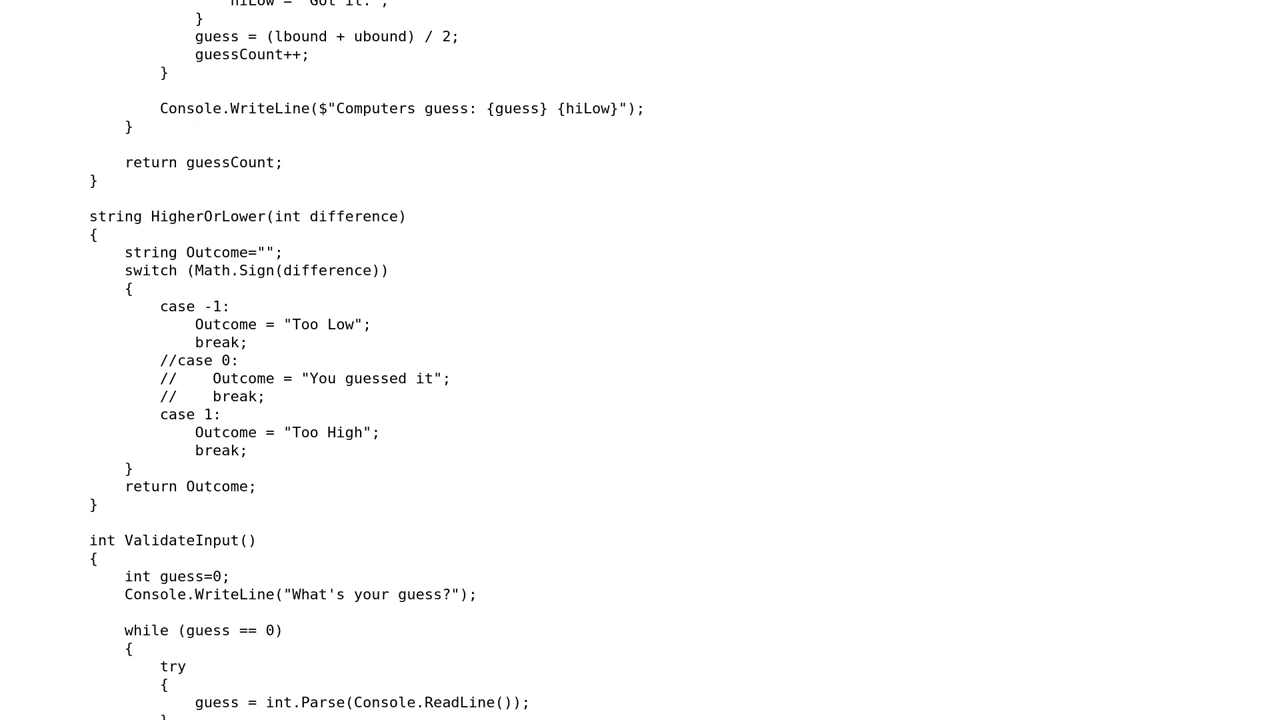 hiLow = "Got it.";
}
guess = (lbound + ubound) / 2;
guessCount++;
}
Console.WriteLine($"Computers guess: {guess} {hiLow}");
}
return guessCount;
}
string HigherOrLower(int difference)
{
string Outcome="";
switch (Math.Sign(difference))
{
case -1:
Outcome = "Too Low";
break;
//case 0:
//    Outcome = "You guessed it";
//    break;
case 1:
Outcome = "Too High";
break;
}
return Outcome;
}
int ValidateInput()
{
int guess=0;
Console.WriteLine("What's your guess?");
while (guess == 0)
{
try
{
guess = int.Parse(Console.ReadLine());
}